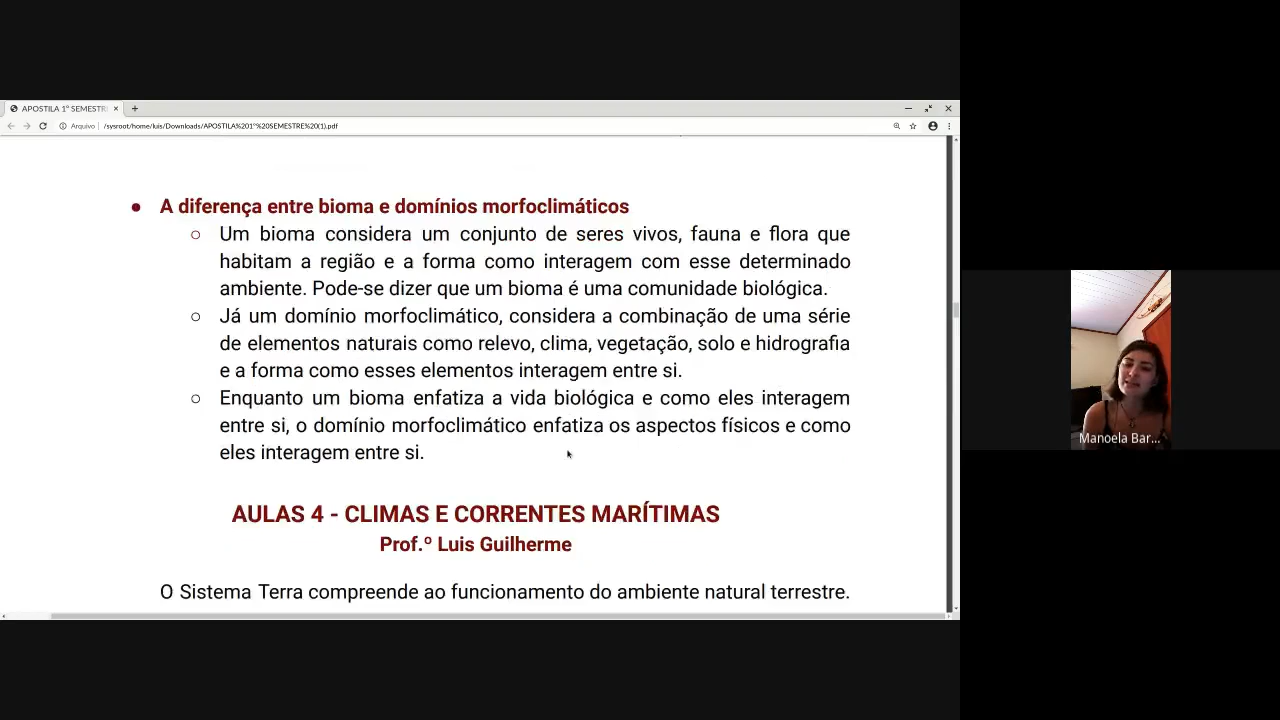 APOSTILA 1º SEMESTR
Arquivo
/sysroot/home/luis/Downloads/APOSTILA%201º%20SEMESTRE%20(1).pdf
A diferença entre bioma e domínios morfoclimáticos
Um bioma considera um conjunto de seres vivos, fauna e flora que
habitam a região e a forma como interagem com esse determinado
ambiente. Pode-se dizer que um bioma é uma comunidade biológica.
Já um domínio morfoclimático, considera a combinação de uma série
de elementos naturais como relevo, clima, vegetação, solo e hidrografia
e a forma como esses elementos interagem entre si.
Enquanto um bioma enfatiza a vida biológica e como eles interagem
entre si, o domínio morfoclimático enfatiza os aspectos físicos e como
eles interagem entre si.
AULAS 4 - CLIMAS E CORRENTES MARÍTIMAS
Prof.º Luis Guilherme
O Sistema Terra compreende ao funcionamento do ambiente natural terrestre.
Manoela Bar...